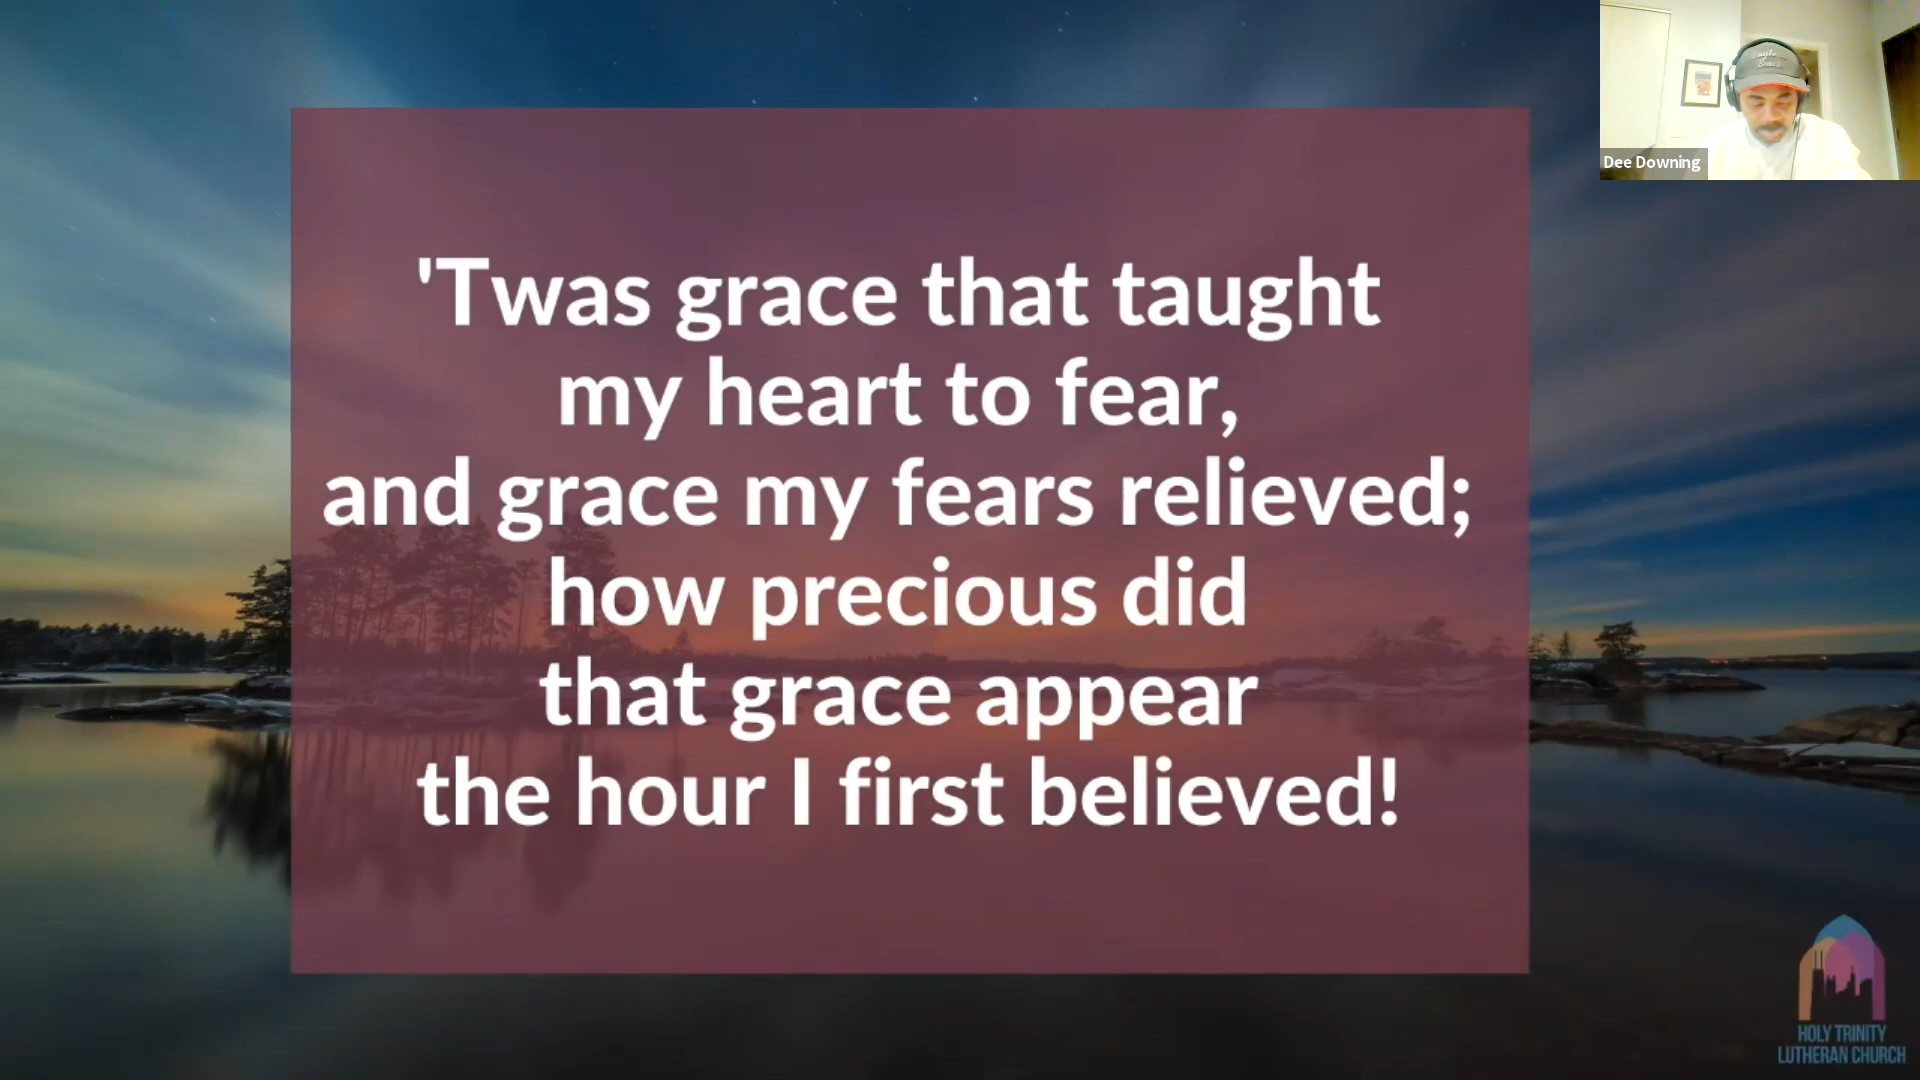 'Twas grace that taught
my heart to fear,
and grace my fears relieved;
how precious did
that grace appear
the hour I first believed!
Dee Downing
HOLY TRINITY
LUTHERAN CHURCH